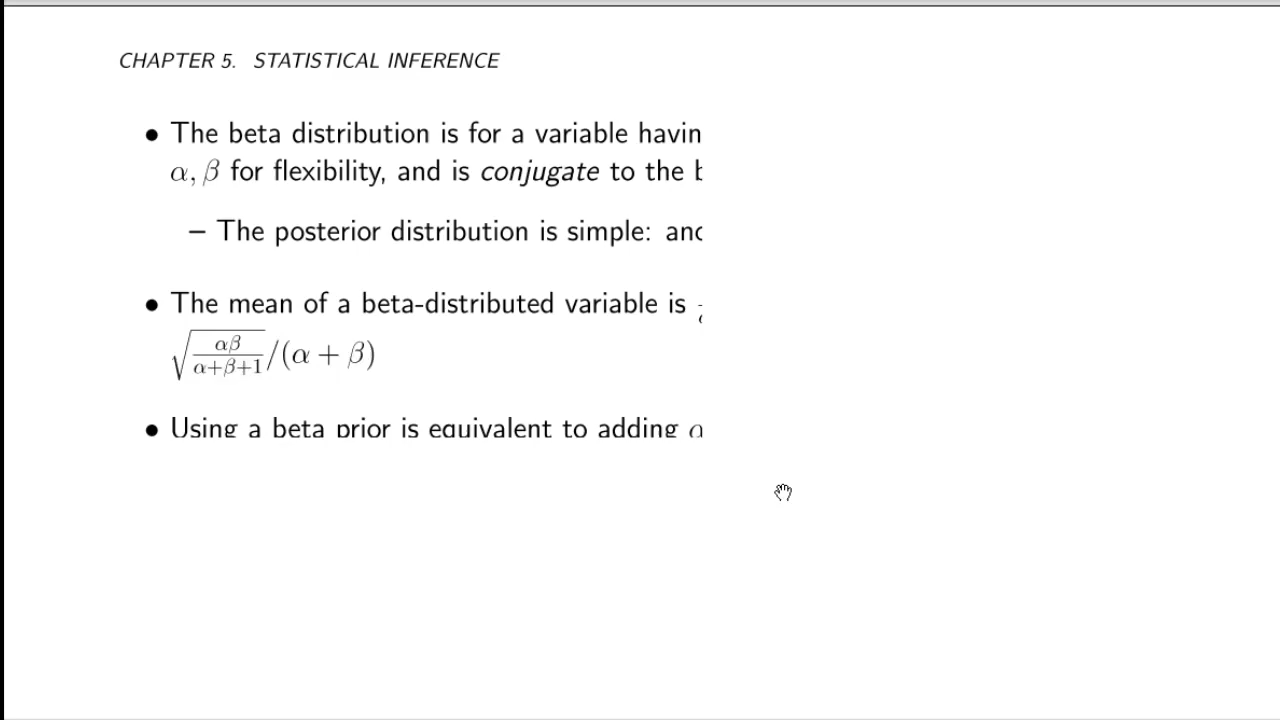 CHAPTER 5. STATISTICAL INFERENCE
• The beta distribution is for a variable
α, β for flexibility, and is conjugate to the
– The posterior distribution is simple:
• The mean of a beta-distributed variable is
√(αβ/(α+β+1))/(α + β)
• Using a beta prior is equivalent to adding α